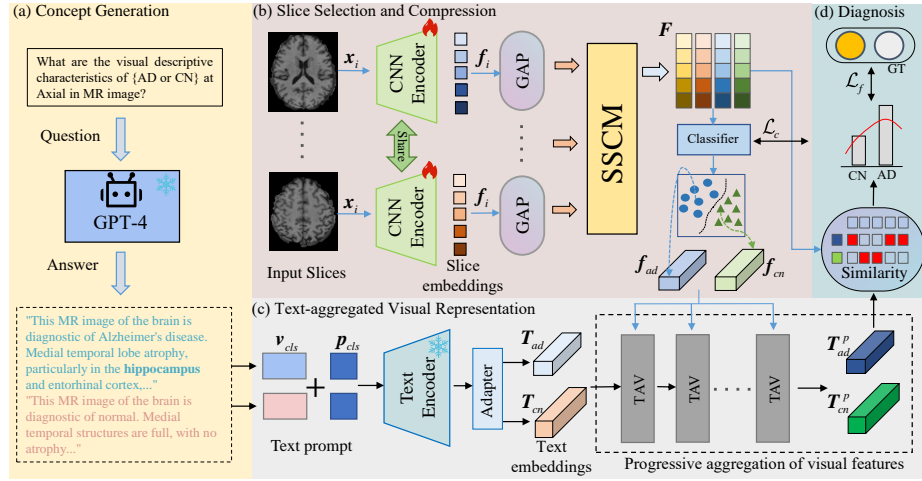 (a) Concept Generation
What are the visual descriptive
characteristics of {AD or CN} at
Axial in MR image?
Question
GPT-4
Answer
"This MR image of the brain is
diagnostic of Alzheimer's disease.
Medial temporal lobe atrophy,
particularly in the hippocampus
and entorhinal cortex,..."
"This MR image of the brain is
diagnostic of normal. Medial
temporal structures are full, with no
atrophy..."
(b) Slice Selection and Compression
x_i
CNN
Encoder
f_i
GAP
Share
x_i
CNN
Encoder
f_i
GAP
Input Slices
Slice
embeddings
SSCM
F
Classifier
L_c
f_ad
f_cn
(c) Text-aggregated Visual Representation
v_cls
p_cls
+
Text prompt
Text
Encoder
Adapter
T_ad
T_cn
Text
embeddings
TAV
TAV
TAV
T_ad^p
T_cn^p
Progressive aggregation of visual features
(d) Diagnosis
GT
L_f
CN
AD
Similarity